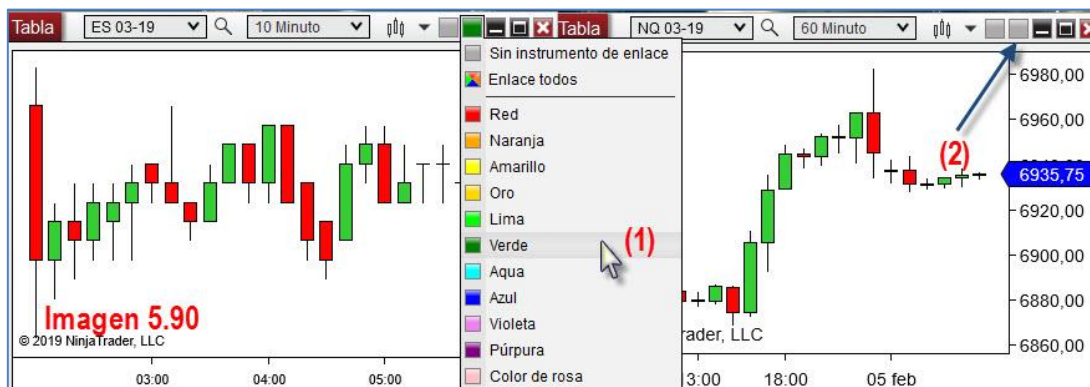 Tabla ES 03-19 10 Minuto Tabla NQ 03-19 60 Minuto
Sin instrumento de enlace
Enlace todos
Red
Naranja
Amarillo
Oro
Lima
Verde
Aqua
Azul
Violeta
Púrpura
Color de rosa
(1)
(2)
6980,00
6960,00
6935,75
6920,00
6900,00
6880,00
6860,00
Imagen 5.90
© 2019 NinjaTrader, LLC
rader, LLC
03:00 04:00 05:00 3:00 18:00 05 feb